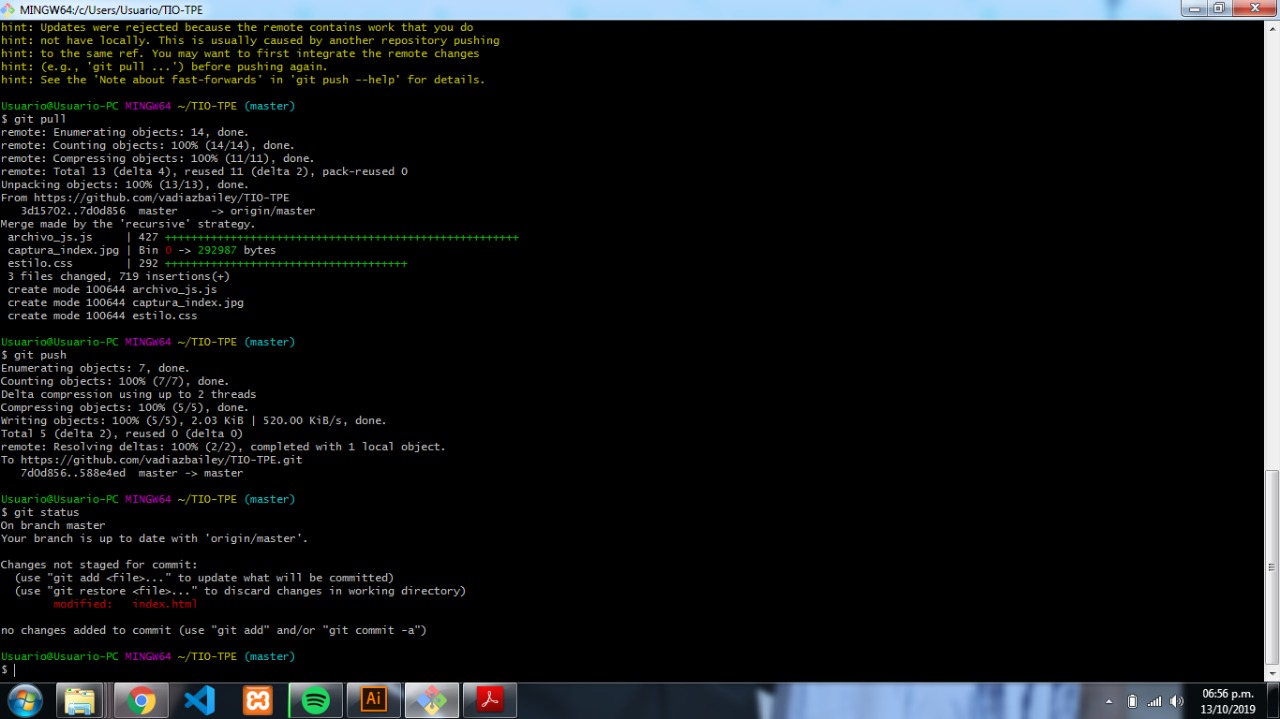 MINGW64:/c/Users/Usuario/TIO-TPE
hint: Updates were rejected because the remote contains work that you do
hint: not have locally. This is usually caused by another repository pushing
hint: to the same ref. You may want to first integrate the remote changes
hint: (e.g., 'git pull ...') before pushing again.
hint: See the 'Note about fast-forwards' in 'git push --help' for details.
Usuario@Usuario-PC MINGW64 ~/TIO-TPE (master)
$ git pull
remote: Enumerating objects: 14, done.
remote: Counting objects: 100% (14/14), done.
remote: Compressing objects: 100% (11/11), done.
remote: Total 13 (delta 4), reused 11 (delta 2), pack-reused 0
Unpacking objects: 100% (13/13), done.
From https://github.com/vadiazbailey/TIO-TPE
   3d15702..7d0d856  master     -> origin/master
Merge made by the 'recursive' strategy.
 archivo_js.js     | 427 ++++++++++++++++++++++++++++++++++++++++++++++++++++++
 captura_index.jpg | Bin 0 -> 292987 bytes
 estilo.css        | 292 +++++++++++++++++++++++++++++++++++++
 3 files changed, 719 insertions(+)
 create mode 100644 archivo_js.js
 create mode 100644 captura_index.jpg
 create mode 100644 estilo.css
Usuario@Usuario-PC MINGW64 ~/TIO-TPE (master)
$ git push
Enumerating objects: 7, done.
Counting objects: 100% (7/7), done.
Delta compression using up to 2 threads
Compressing objects: 100% (5/5), done.
Writing objects: 100% (5/5), 2.03 KiB | 520.00 KiB/s, done.
Total 5 (delta 2), reused 0 (delta 0)
remote: Resolving deltas: 100% (2/2), completed with 1 local object.
To https://github.com/vadiazbailey/TIO-TPE.git
   7d0d856..588e4ed  master -> master
Usuario@Usuario-PC MINGW64 ~/TIO-TPE (master)
$ git status
On branch master
Your branch is up to date with 'origin/master'.
Changes not staged for commit:
  (use "git add <file>..." to update what will be committed)
  (use "git restore <file>..." to discard changes in working directory)
        modified:   index.html
no changes added to commit (use "git add" and/or "git commit -a")
Usuario@Usuario-PC MINGW64 ~/TIO-TPE (master)
$
Ai
06:56 p.m.
13/10/2019